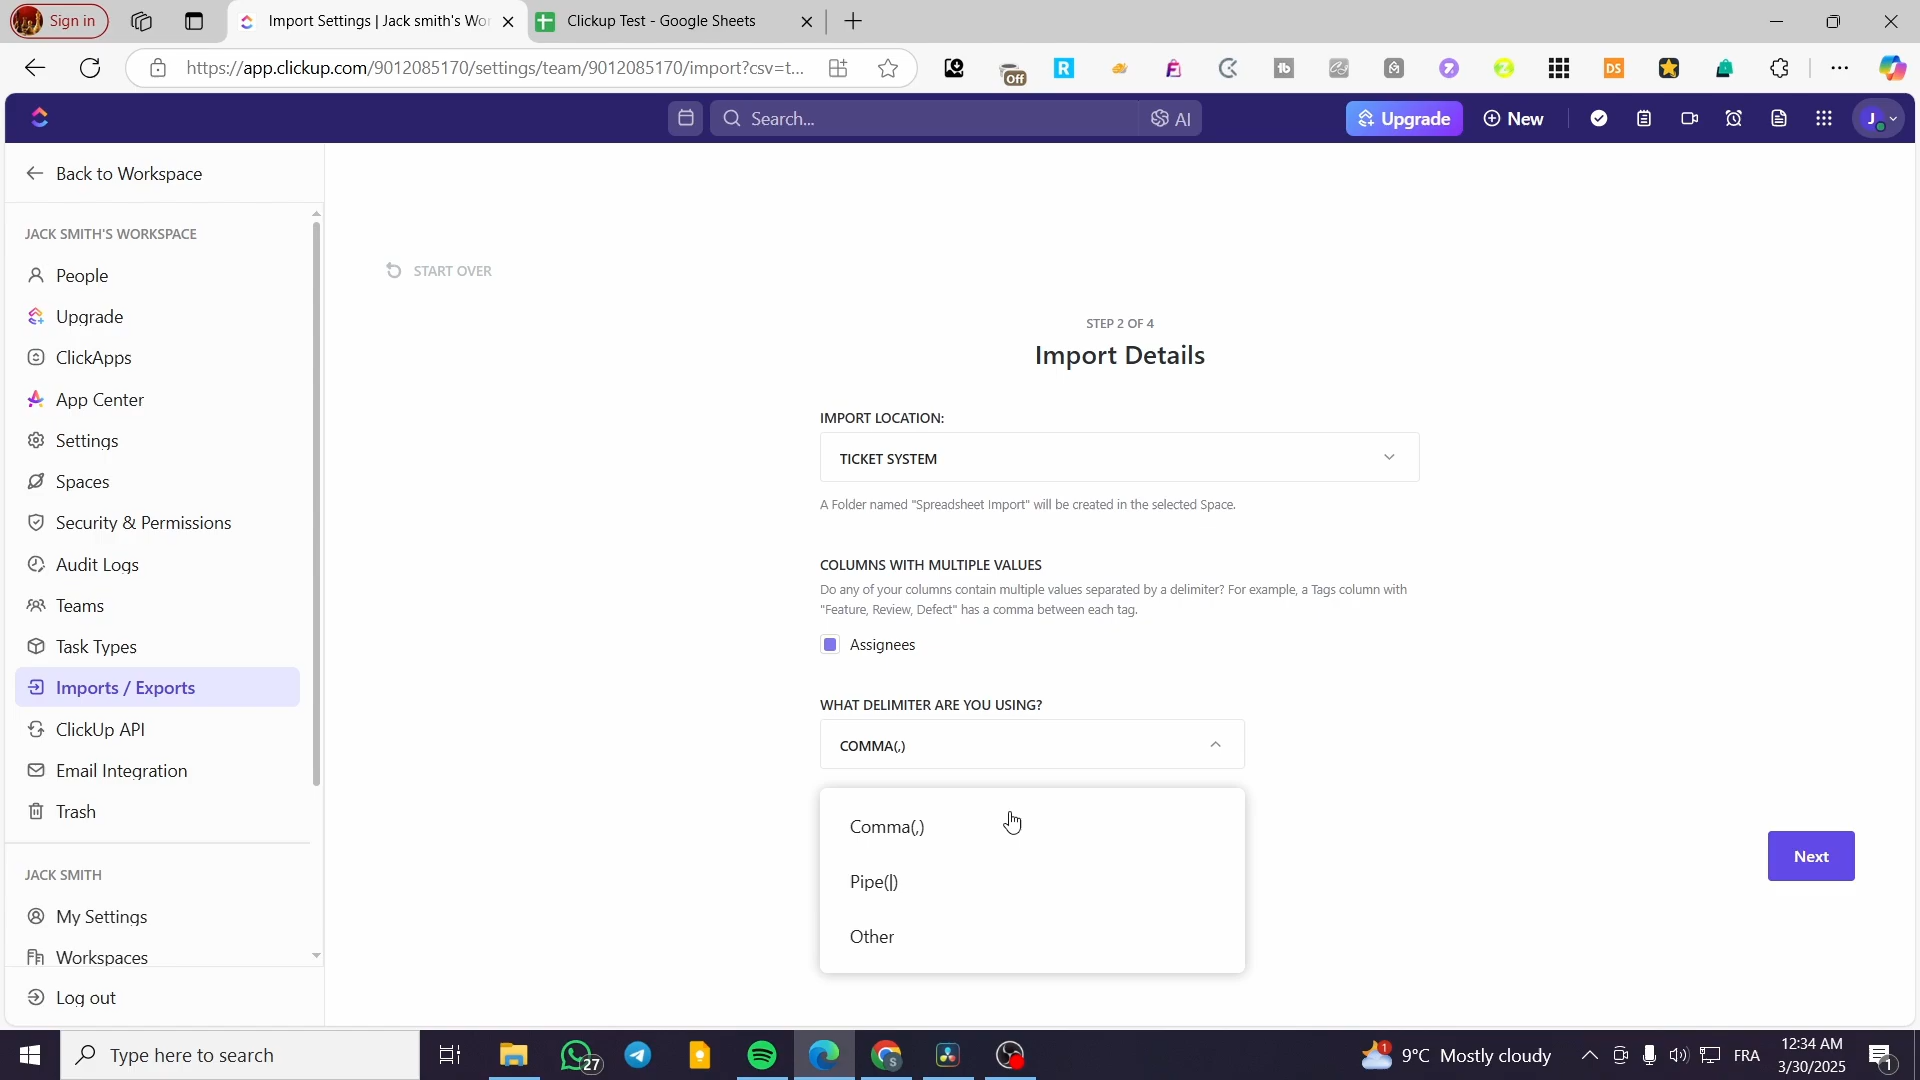 Sign in
Import Settings | Jack smith's Wor
Clickup Test - Google Sheets
https://app.clickup.com/9012085170/settings/team/9012085170/import?csv=t...
Off
R
tb
DS
Search...
AI
Upgrade
New
J
Back to Workspace
JACK SMITH'S WORKSPACE
People
Upgrade
ClickApps
App Center
Settings
Spaces
Security & Permissions
Audit Logs
Teams
Task Types
Imports / Exports
ClickUp API
Email Integration
Trash
JACK SMITH
My Settings
Workspaces
Log out
START OVER
STEP 2 OF 4
Import Details
IMPORT LOCATION:
TICKET SYSTEM
A Folder named "Spreadsheet Import" will be created in the selected Space.
COLUMNS WITH MULTIPLE VALUES
Do any of your columns contain multiple values separated by a delimiter? For example, a Tags column with
"Feature, Review, Defect" has a comma between each tag.
Assignees
WHAT DELIMITER ARE YOU USING?
COMMA(,)
Comma(,)
Pipe(|)
Other
Next
Type here to search
27
S
1
9°C Mostly cloudy
FRA
12:34 AM
3/30/2025
1